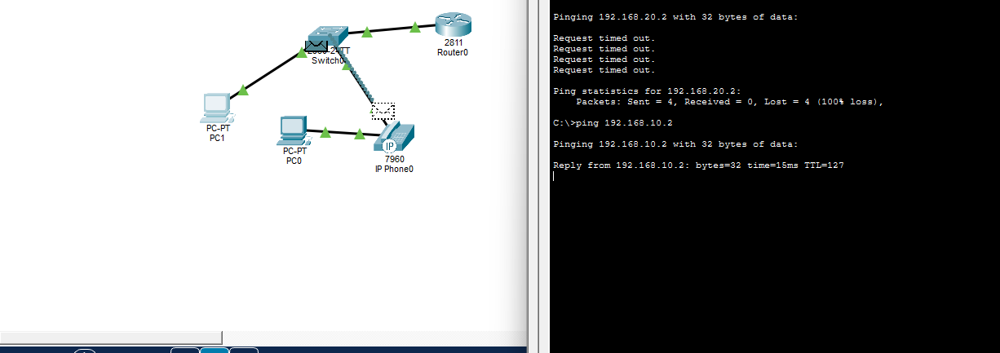 2811
Router0
Switch0
PC-PT
PC1
PC-PT
PC0
IP
7960
IP Phone0
Pinging 192.168.20.2 with 32 bytes of data:
Request timed out.
Request timed out.
Request timed out.
Request timed out.
Ping statistics for 192.168.20.2:
Packets: Sent = 4, Received = 0, Lost = 4 (100% loss),
C:\>ping 192.168.10.2
Pinging 192.168.10.2 with 32 bytes of data:
Reply from 192.168.10.2: bytes=32 time=15ms TTL=127